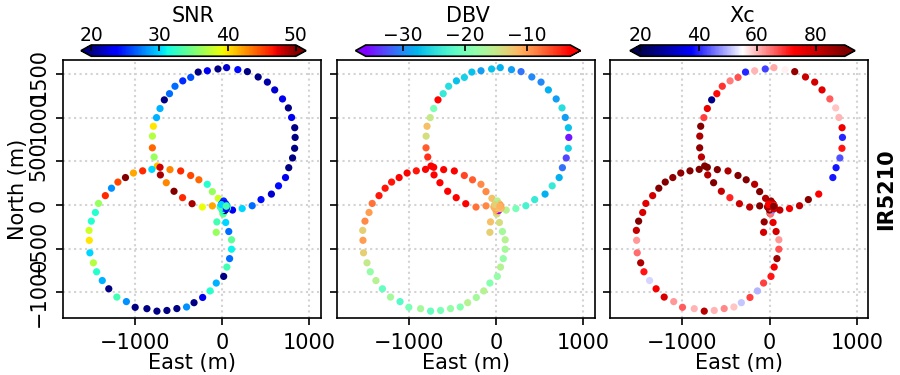 SNR
DBV
Xc
20 30 40 50
−30 −20 −10
20 40 60 80
1500
1000
500
0
−500
−1000
North (m)
IR5210
−1000 0 1000
−1000 0 1000
−1000 0 1000
East (m)
East (m)
East (m)